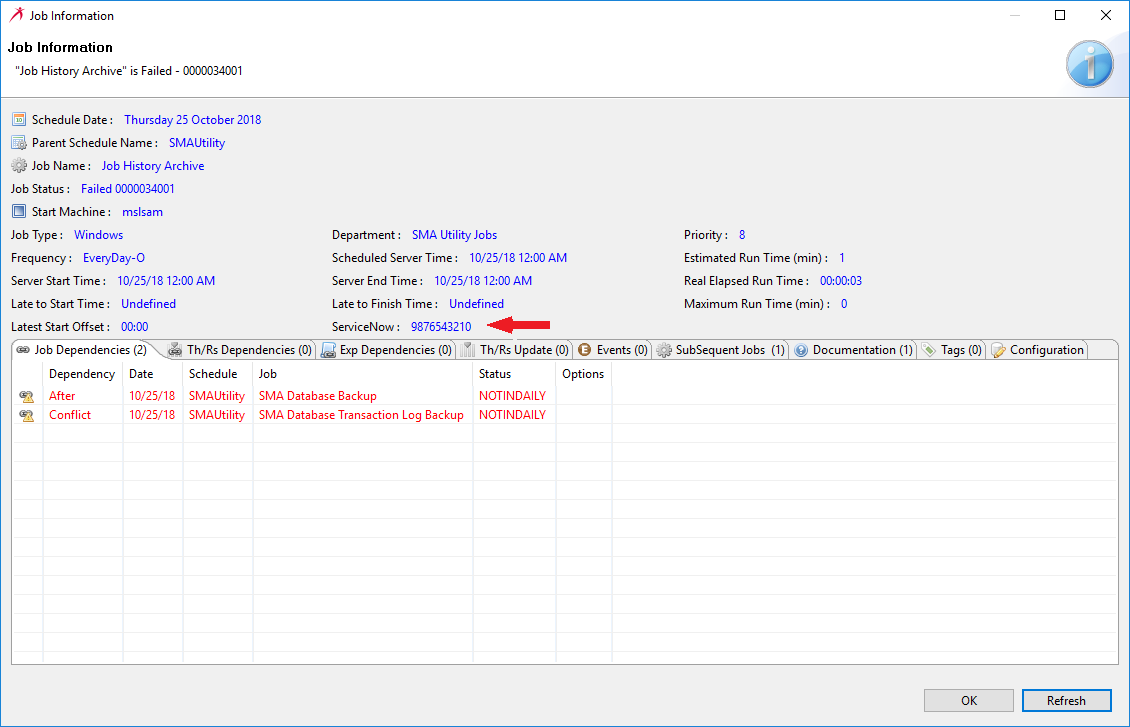 Job Information
Job Information
"Job History Archive" is Failed - 0000034001
Schedule Date : Thursday 25 October 2018
Parent Schedule Name : SMAUtility
Job Name : Job History Archive
Job Status : Failed 0000034001
Start Machine : mslsam
Job Type : Windows Department : SMA Utility Jobs Priority : 8
Frequency : EveryDay-O Scheduled Server Time : 10/25/18 12:00 AM Estimated Run Time (min) : 1
Server Start Time : 10/25/18 12:00 AM Server End Time : 10/25/18 12:00 AM Real Elapsed Run Time : 00:00:03
Late to Start Time : Undefined Late to Finish Time : Undefined Maximum Run Time (min) : 0
Latest Start Offset : 00:00 ServiceNow : 9876543210
Job Dependencies (2) Th/Rs Dependencies (0) Exp Dependencies (0) Th/Rs Update (0) Events (0) SubSequent Jobs (1) Documentation (1) Tags (0) Configuration
Dependency Date Schedule Job Status Options
After 10/25/18 SMAUtility SMA Database Backup NOTINDAILY
Conflict 10/25/18 SMAUtility SMA Database Transaction Log Backup NOTINDAILY
OK Refresh